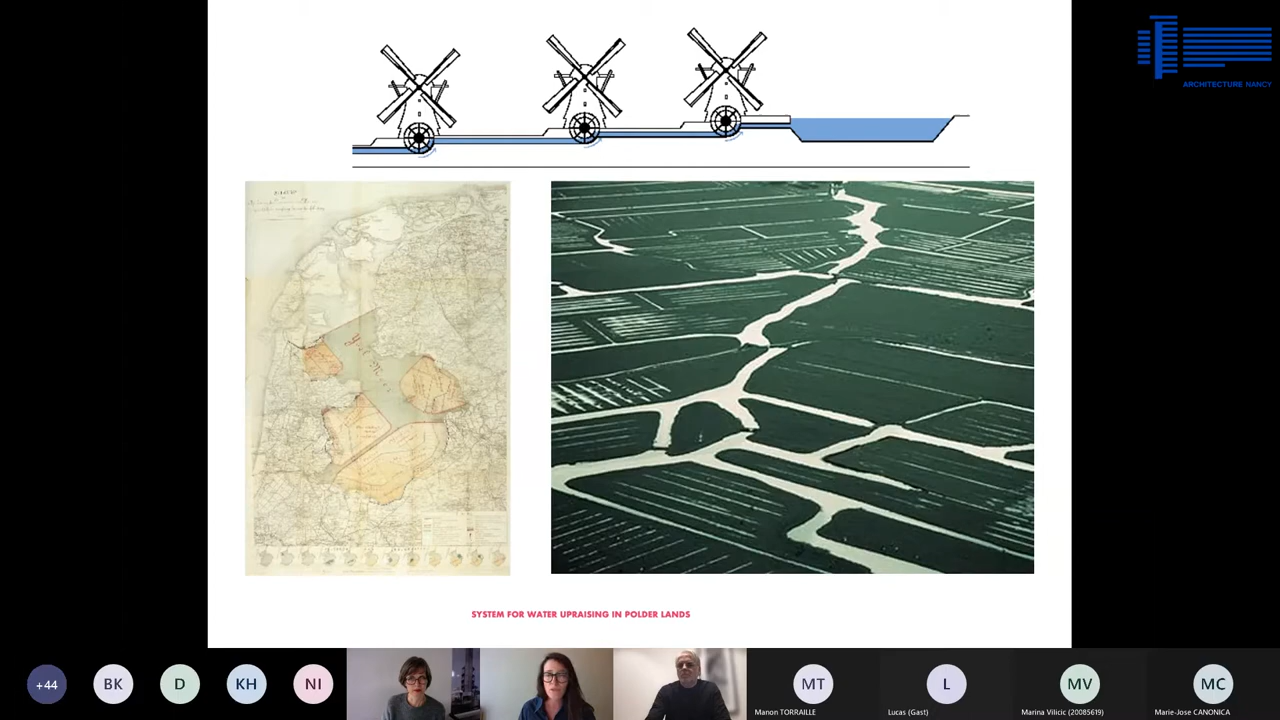 ARCHITECTURE NANCY
SYSTEM FOR WATER UPRAISING IN POLDER LANDS
+44
BK
D
KH
NI
MT
L
MV
MC
Manon TORRAILLE
Lucas (Gast)
Marina Vilicic (20085619)
Marie-Jose CANONICA